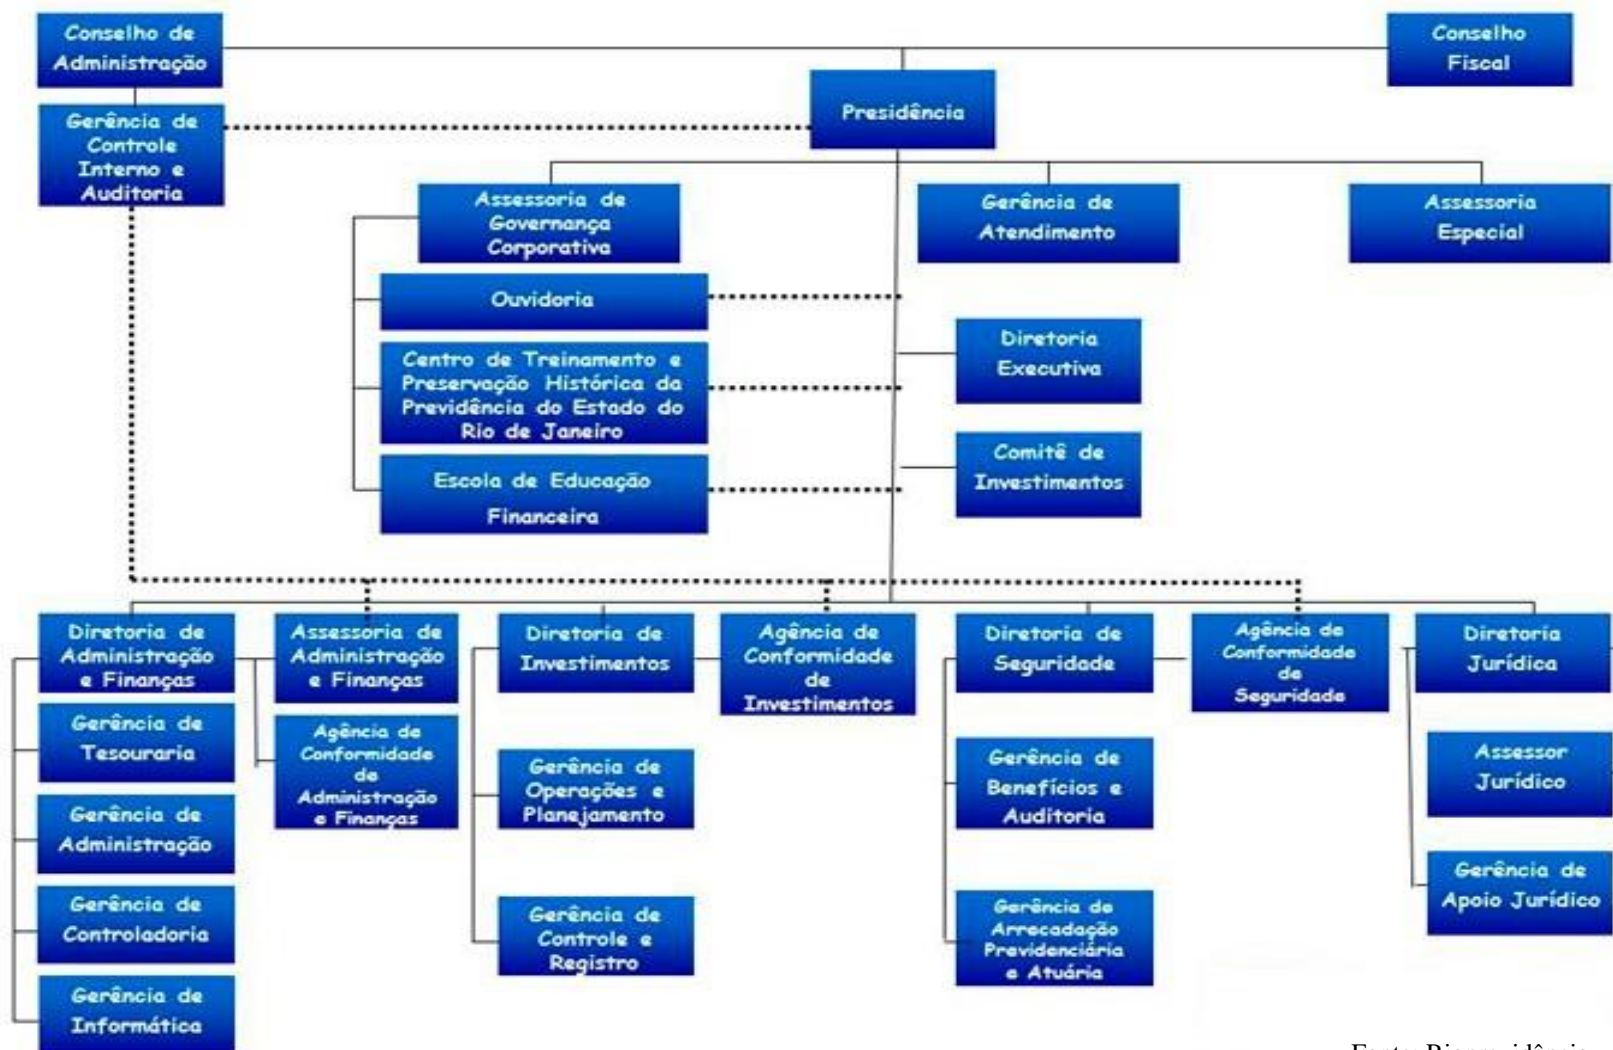 Conselho de
Administração
Conselho
Fiscal
Presidência
Gerência de
Controle
Interno e
Auditoria
Assessoria de
Governança
Corporativa
Gerência de
Atendimento
Assessoria
Especial
Ouvidoria
Centro de Treinamento e
Preservação Histórica da
Previdência do Estado do
Rio de Janeiro
Escola de Educação
Financeira
Diretoria
Executiva
Comitê de
Investimentos
Diretoria de
Administração
e Finanças
Gerência de
Tesouraria
Gerência de
Administração
Gerência de
Controladoria
Gerência de
Informática
Assessoria de
Administração
e Finanças
Agência de
Conformidade
de
Administração
e Finanças
Diretoria de
Investimentos
Gerência de
Operações e
Planejamento
Gerência de
Controle e
Registro
Agência de
Conformidade
de
Investimentos
Diretoria de
Seguridade
Gerência de
Benefícios e
Auditoria
Gerência de
Arrecadação
Previdenciária
e Atuária
Agência de
Conformidade
de
Seguridade
Diretoria
Jurídica
Assessor
Jurídico
Gerência de
Apoio Jurídico